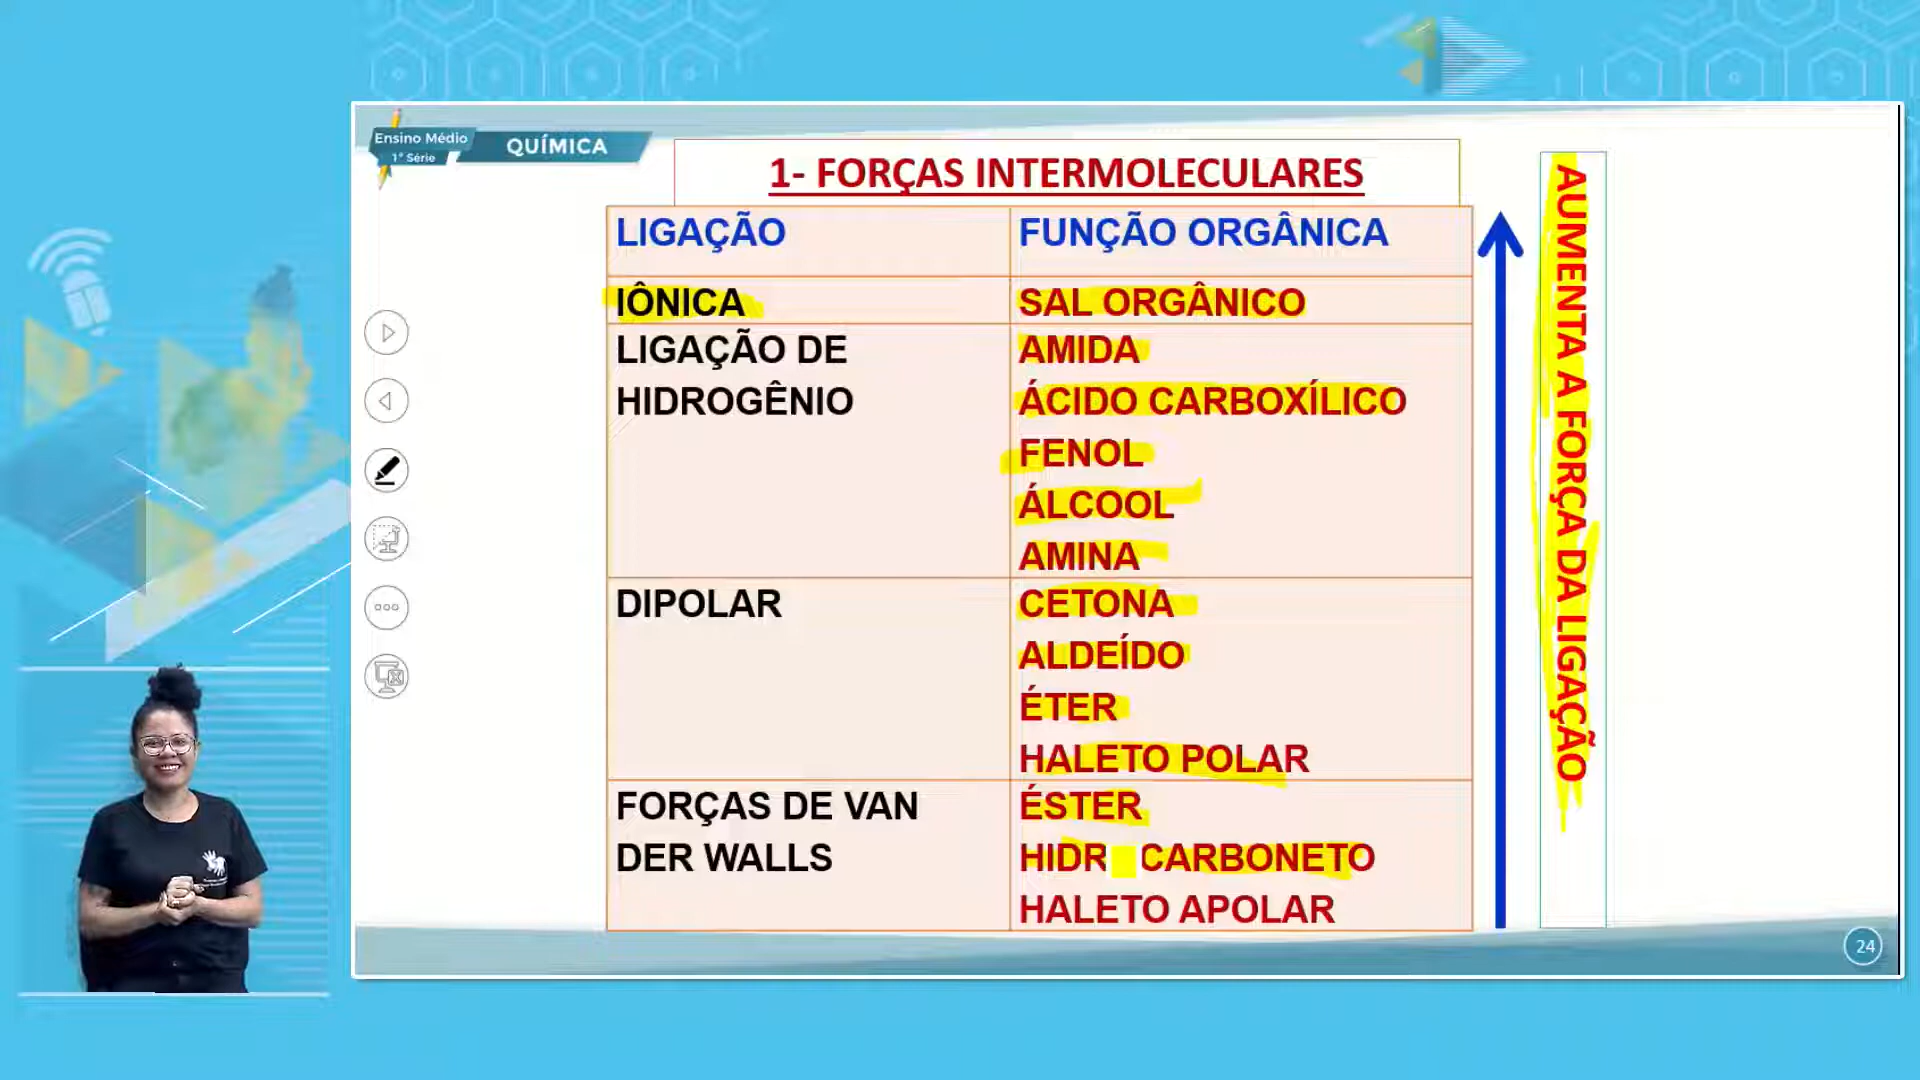 Ensino Médio
1ª Série
QUÍMICA
1- FORÇAS INTERMOLECULARES
LIGAÇÃO
FUNÇÃO ORGÂNICA
IÔNICA
SAL ORGÂNICO
LIGAÇÃO DE
HIDROGÊNIO
AMIDA
ÁCIDO CARBOXÍLICO
FENOL
ÁLCOOL
AMINA
DIPOLAR
CETONA
ALDEÍDO
ÉTER
HALETO POLAR
FORÇAS DE VAN
DER WALLS
ÉSTER
HIDR CARBONETO
HALETO APOLAR
AUMENTA A FORÇA DA LIGAÇÃO
24